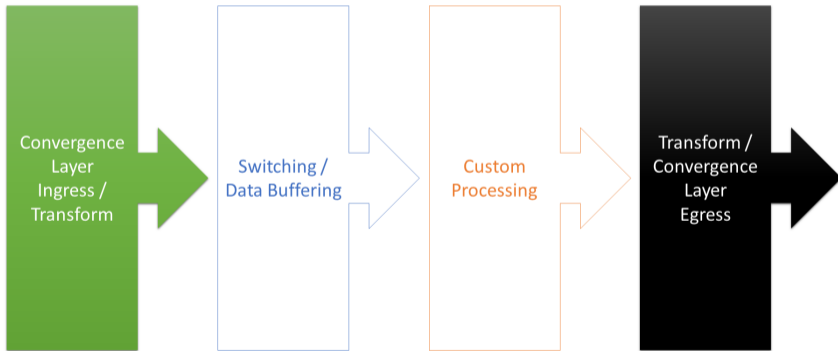 Convergence
Layer
Ingress /
Transform
Switching /
Data Buffering
Custom
Processing
Transform /
Convergence
Layer
Egress